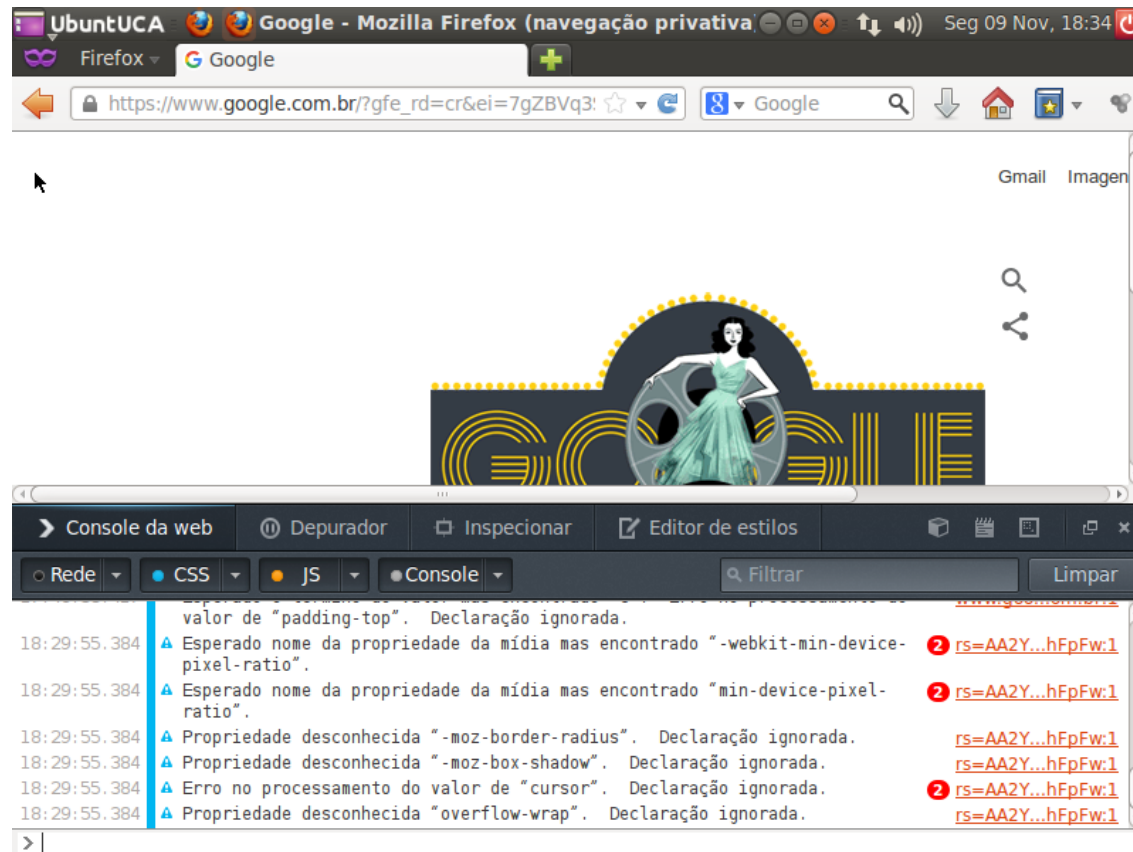 UbuntUCA Google - Mozilla Firefox (navegação privativa Seg 09 Nov, 18:34
Firefox G Google
https://www.google.com.br/?gfe_rd=cr&ei=7gZBVq3 8 Google
Gmail Imagen
GOOGLE
Console da web Depurador Inspecionar Editor de estilos
Rede CSS JS Console Filtrar Limpar
valor de “padding-top”. Declaração ignorada.
18:29:55.384 Esperado nome da propriedade da mídia mas encontrado “-webkit-min-device- 2 rs=AA2Y...hFpFw:1
pixel-ratio”.
18:29:55.384 Esperado nome da propriedade da mídia mas encontrado “min-device-pixel- 2 rs=AA2Y...hFpFw:1
ratio”.
18:29:55.384 Propriedade desconhecida “-moz-border-radius”. Declaração ignorada. rs=AA2Y...hFpFw:1
18:29:55.384 Propriedade desconhecida “-moz-box-shadow”. Declaração ignorada. rs=AA2Y...hFpFw:1
18:29:55.384 Erro no processamento do valor de “cursor”. Declaração ignorada. 2 rs=AA2Y...hFpFw:1
18:29:55.384 Propriedade desconhecida “overflow-wrap”. Declaração ignorada. rs=AA2Y...hFpFw:1
>